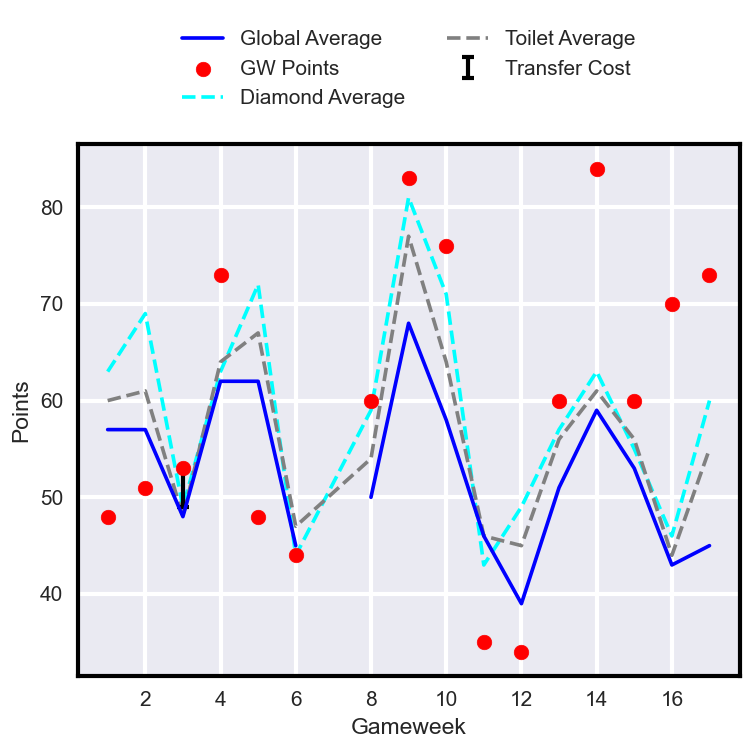 Global Average
GW Points
Diamond Average
Toilet Average
Transfer Cost
80
70
60
50
40
Points
2 4 6 8 10 12 14 16
Gameweek